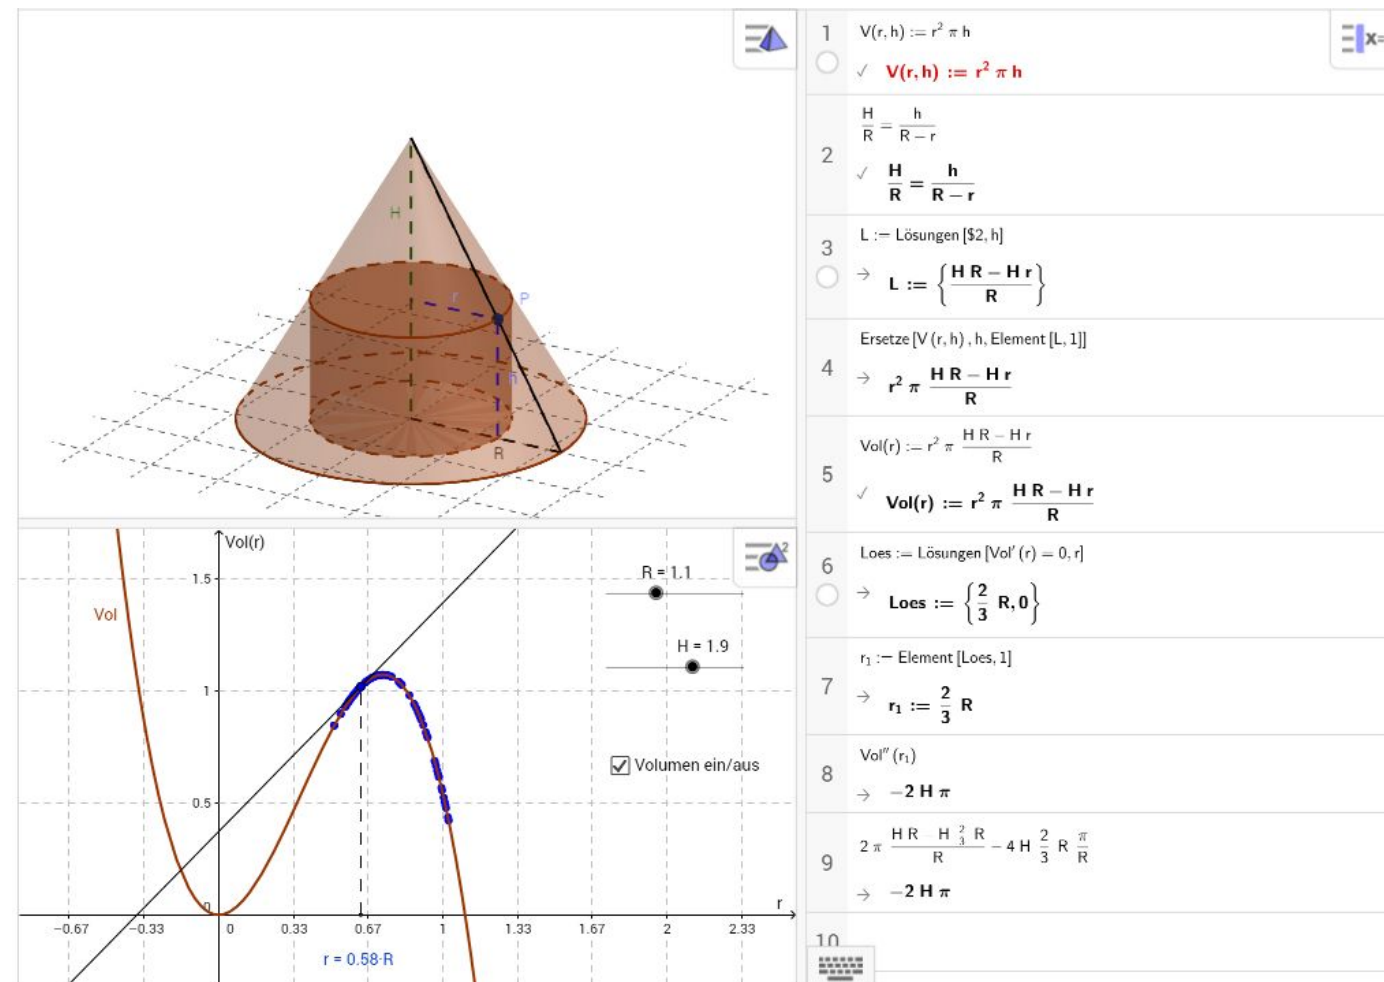 H
r
P
h
R
Vol(r)
1.5
1
0.5
0
Vol
−0.67
−0.33
0
0.33
0.67
1
1.33
1.67
2
2.33
r
r = 0.58·R
R = 1.1
H = 1.9
✓ Volumen ein/aus
2
x=
1
V(r, h) := r² π h
✓ V(r, h) := r² π h
2
H/R = h/(R − r)
✓ H/R = h/(R − r)
3
L := Lösungen [$2, h]
→ L := {(H R − H r)/R}
4
Ersetze [V (r, h) , h, Element [L, 1]]
→ r² π (H R − H r)/R
5
Vol(r) := r² π (H R − H r)/R
✓ Vol(r) := r² π (H R − H r)/R
6
Loes := Lösungen [Vol′ (r) = 0, r]
→ Loes := {2/3 R, 0}
7
r₁ := Element [Loes, 1]
→ r₁ := 2/3 R
8
Vol″ (r₁)
→ −2 H π
9
2 π (H R − H 2/3 R)/R − 4 H 2/3 R π/R
→ −2 H π
10